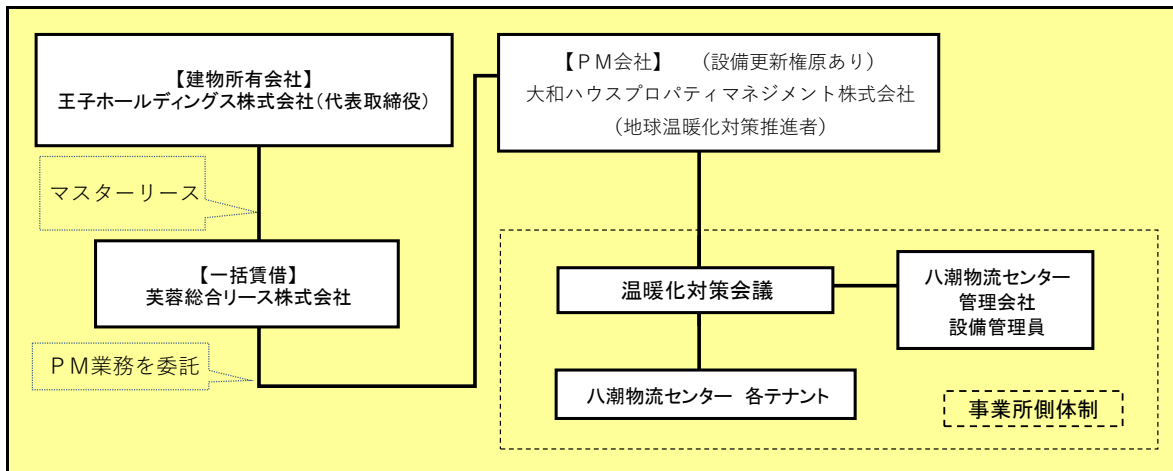 【建物所有会社】
王子ホールディングス株式会社（代表取締役）
マスターリース
【一括賃借】
芙蓉総合リース株式会社
ＰＭ業務を委託
【ＰＭ会社】　（設備更新権原あり）
大和ハウスプロパティマネジメント株式会社
（地球温暖化対策推進者）
温暖化対策会議
八潮物流センター
管理会社
設備管理員
八潮物流センター 各テナント
事業所側体制